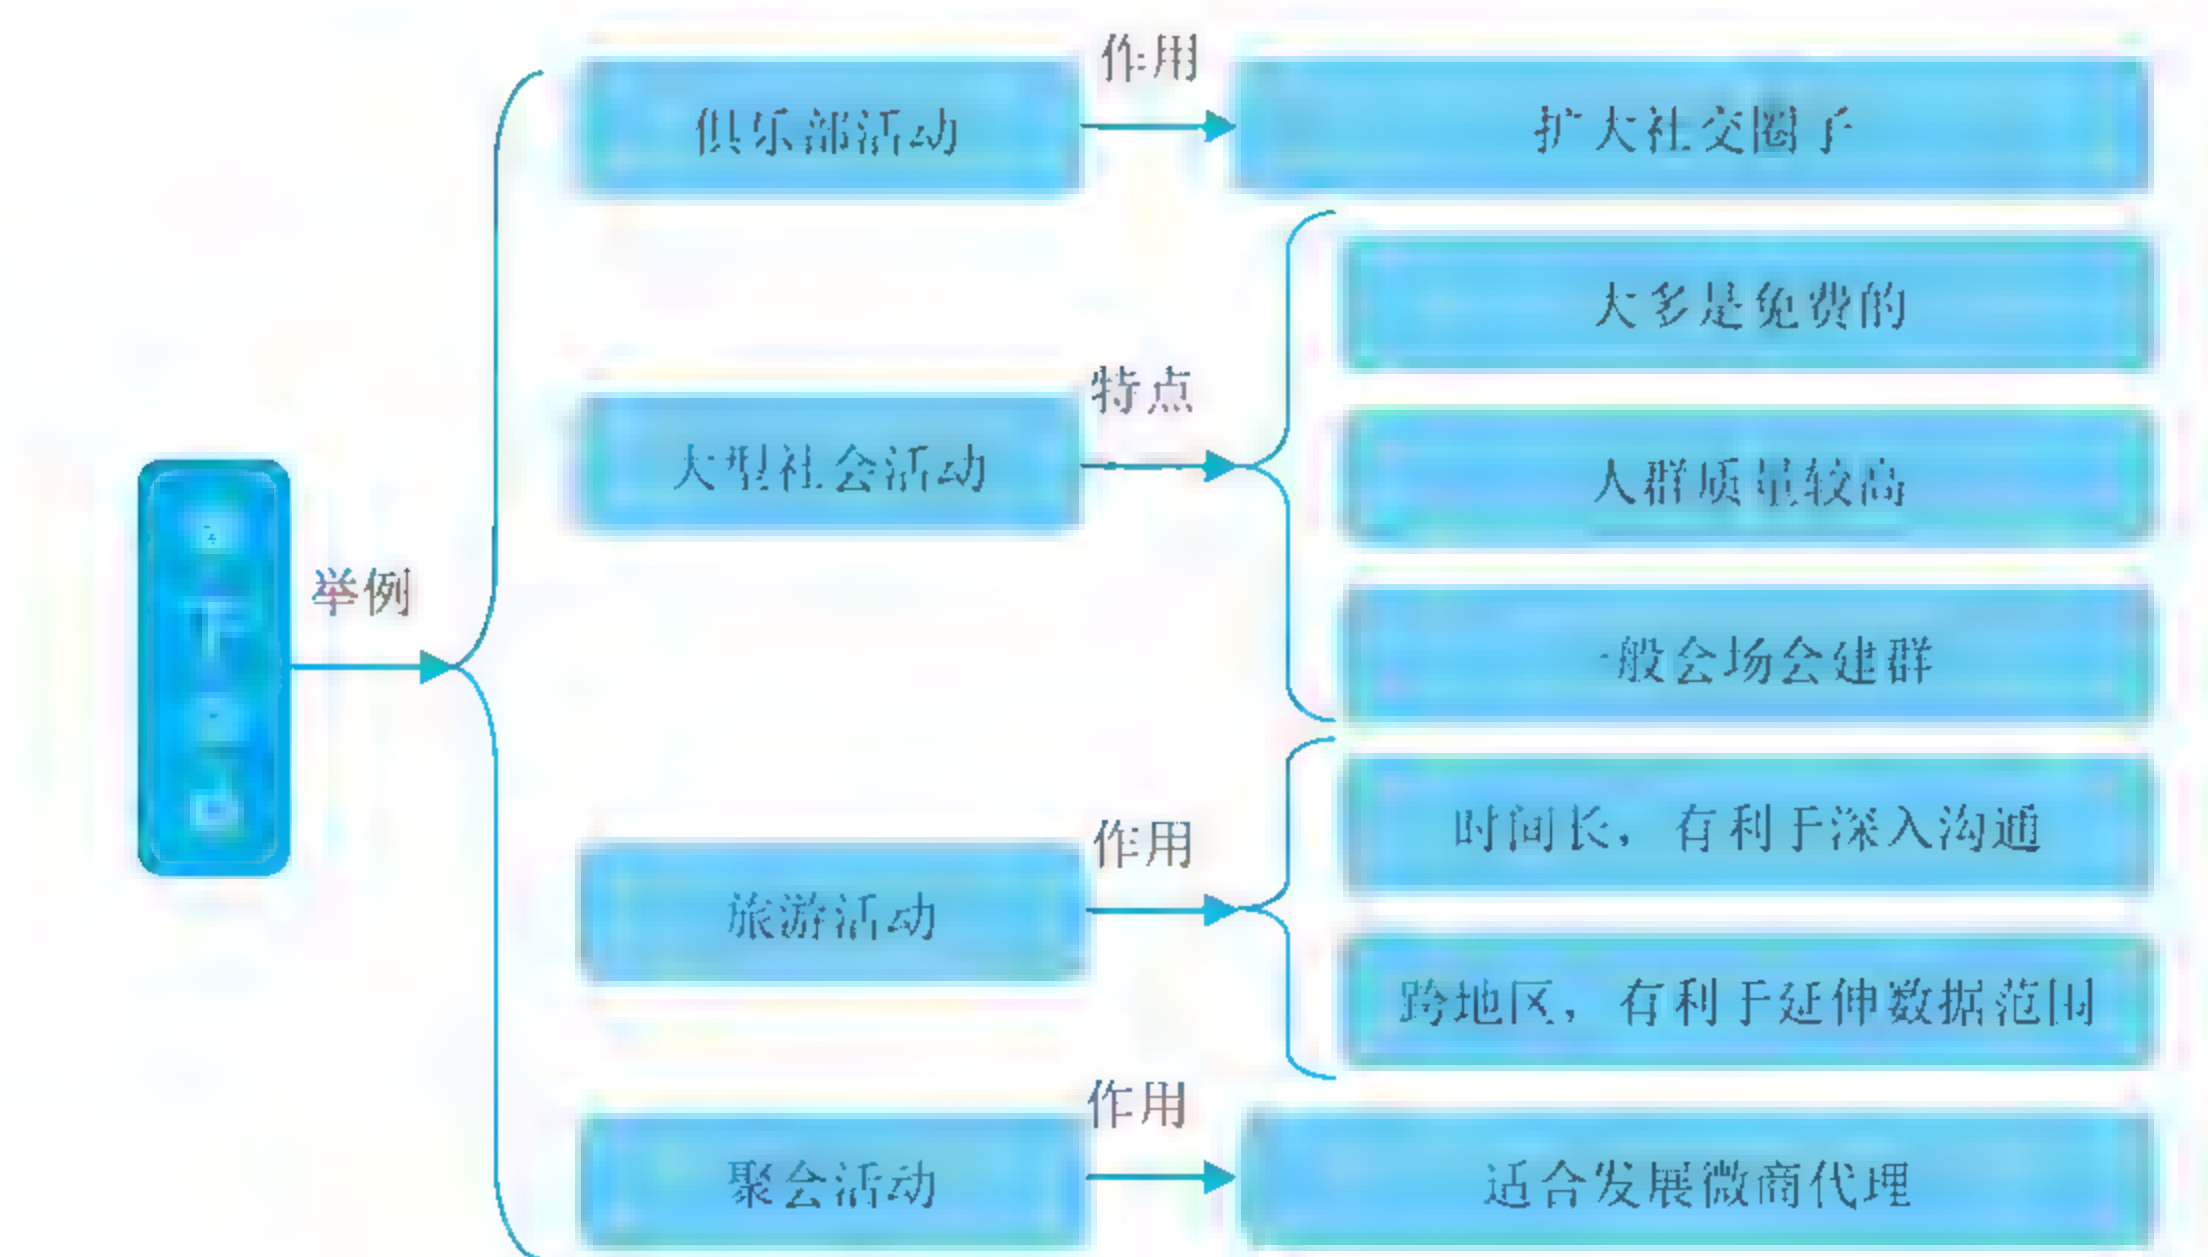 举例
俱乐部活动
作用
扩大社交圈子
大型社会活动
特点
大多是免费的
人群质量较高
一般会场会建群
旅游活动
作用
时间长，有利于深入沟通
跨地区，有利于延伸数据范围
聚会活动
作用
适合发展微商代理